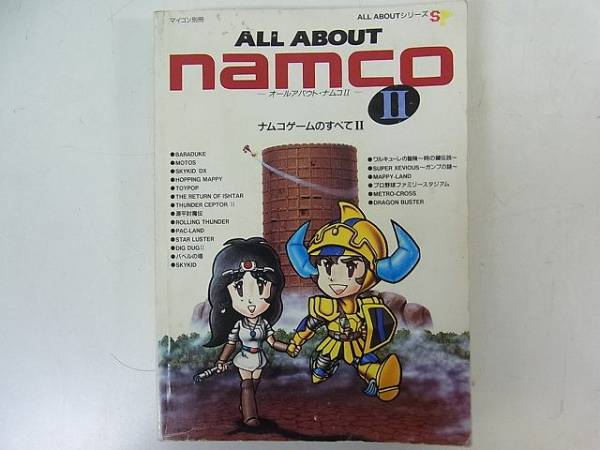 マイコン別冊
ALL ABOUTシリーズ S
ALL ABOUT
namco
オールアバウト・ナムコII
II
ナムコゲームのすべてII
●BARADUKE
●MOTOS
●SKYKID DX
●HOPPING MAPPY
●TOYPOP
●THE RETURN OF ISHTAR
●THUNDER CEPTOR II
●源平討魔伝
●ROLLING THUNDER
●PAC-LAND
●STAR LUSTER
●DIG DUG II
●バベルの塔
●SKYKID
●ワルキューレの冒険〜時の鍵伝説〜
●SUPER XEVIOUS〜ガンプの謎〜
●MAPPY-LAND
●プロ野球ファミリースタジアム
●METRO-CROSS
●DRAGON BUSTER